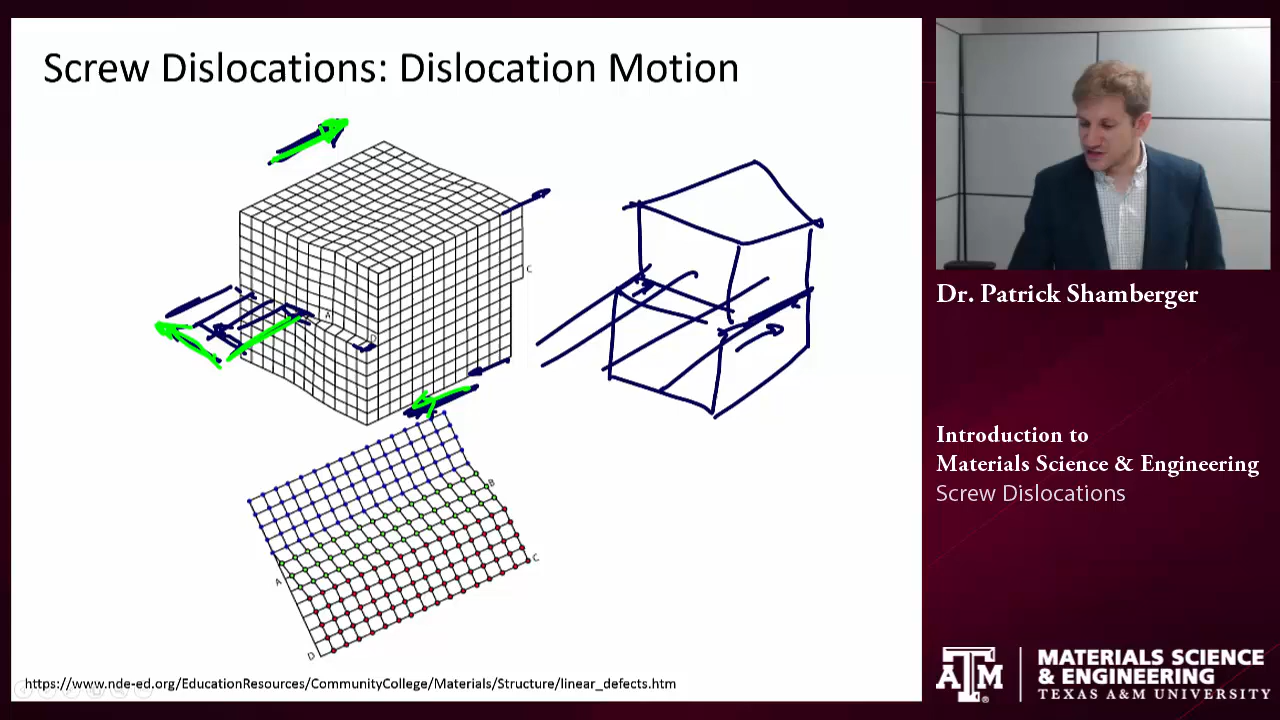 Screw Dislocations: Dislocation Motion
C
A
D
B
A
C
D
https://www.nde-ed.org/EducationResources/CommunityCollege/Materials/Structure/linear_defects.htm
Dr. Patrick Shamberger
Introduction to
Materials Science & Engineering
Screw Dislocations
ATM
MATERIALS SCIENCE
& ENGINEERING
TEXAS A&M UNIVERSITY